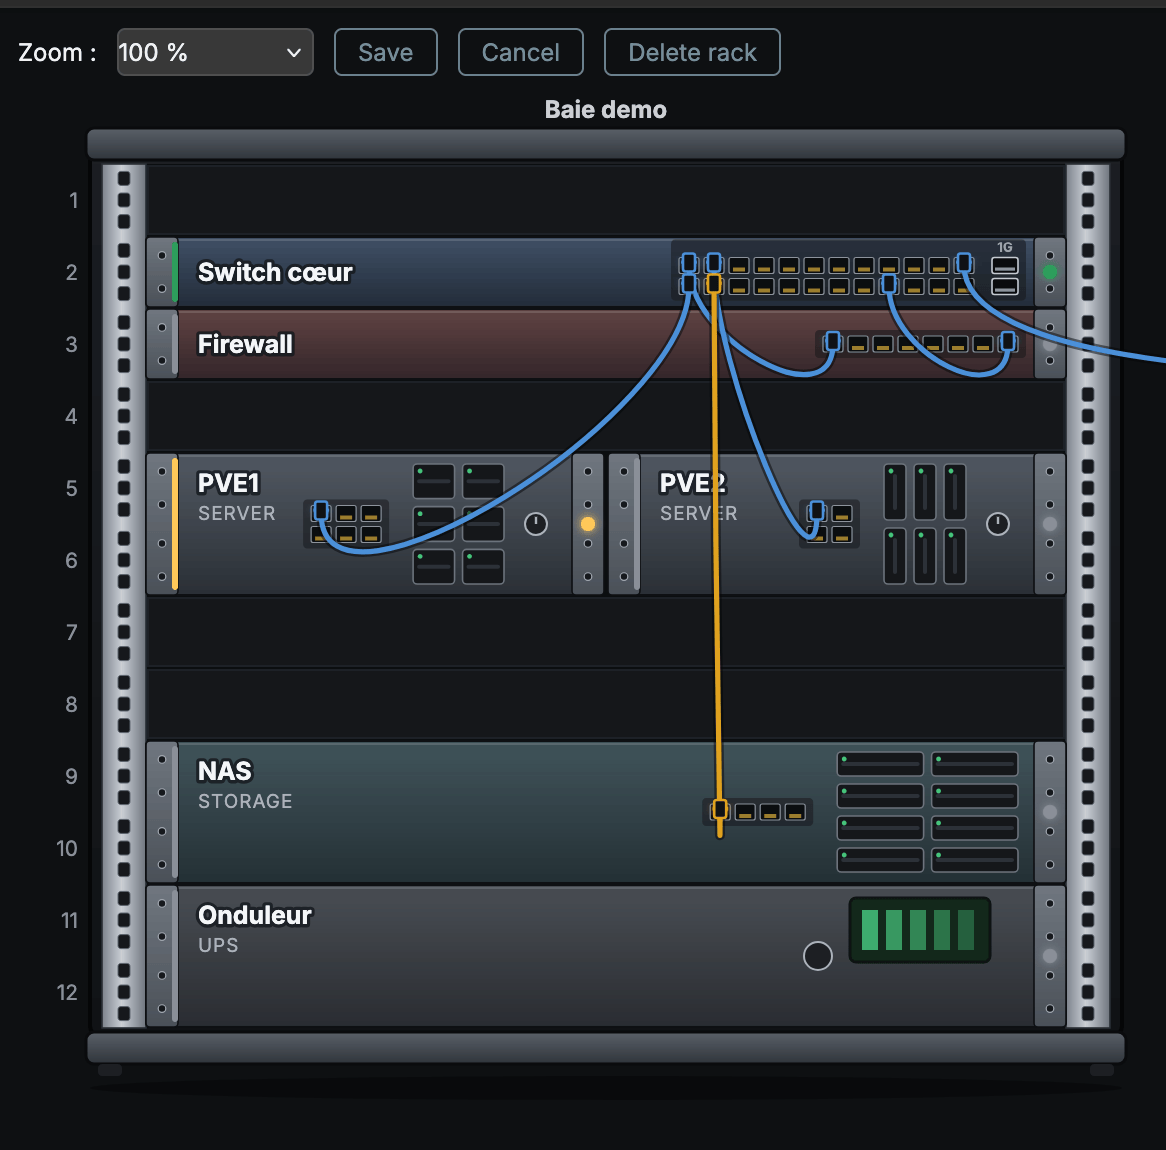 Zoom : 100 % Save Cancel Delete rack
Baie demo
1
1G
2 Switch cœur
3 Firewall
4
5 PVE1 PVE2
SERVER SERVER
6
7
8
9 NAS
STORAGE
10
11 Onduleur
UPS
12